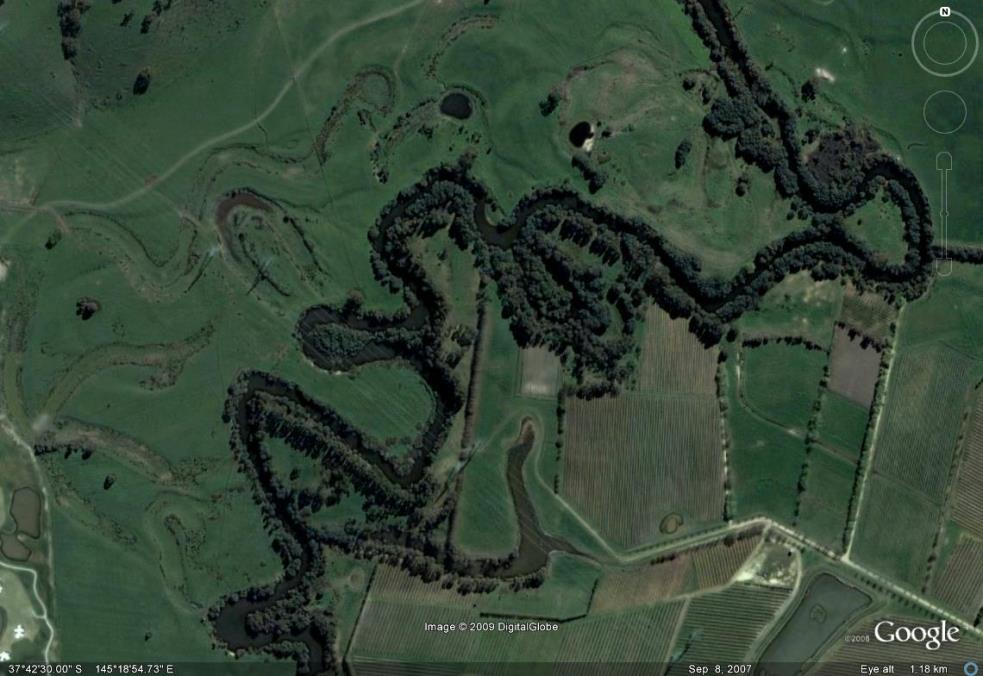 N
Image © 2009 DigitalGlobe
©2008 Google
37°42'30.00" S 145°18'54.73" E Sep 8, 2007 Eye alt 1.18 km